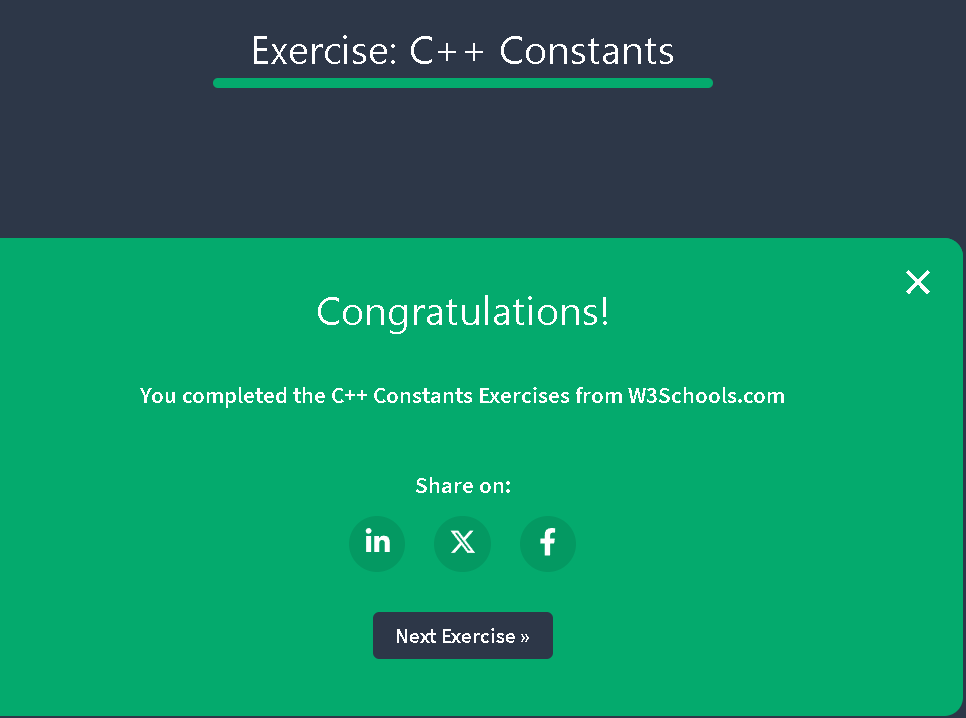 Exercise: C++ Constants
Congratulations!
You completed the C++ Constants Exercises from W3Schools.com
Share on:
in X f
Next Exercise »